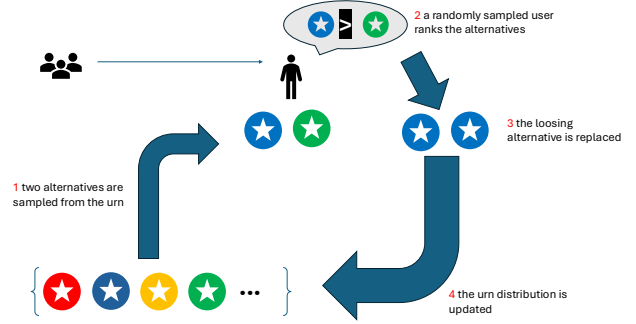 2 a randomly sampled user
ranks the alternatives
>
3 the loosing
alternative is replaced
1 two alternatives are
sampled from the urn
{ ... }
4 the urn distribution is
updated